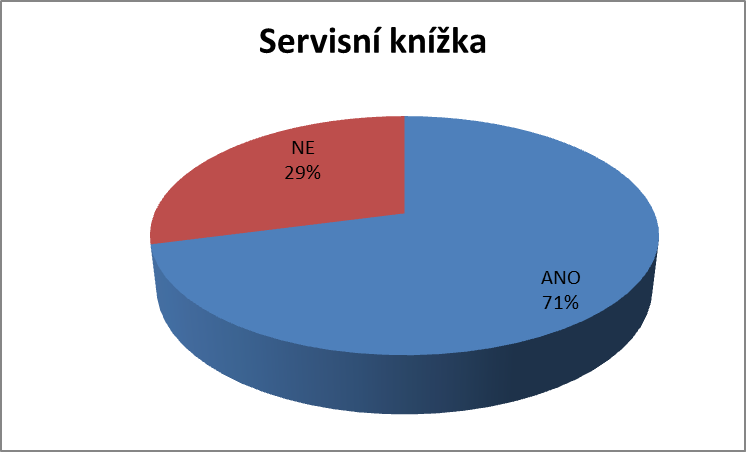 Servisní knížka
NE
29%
ANO
71%